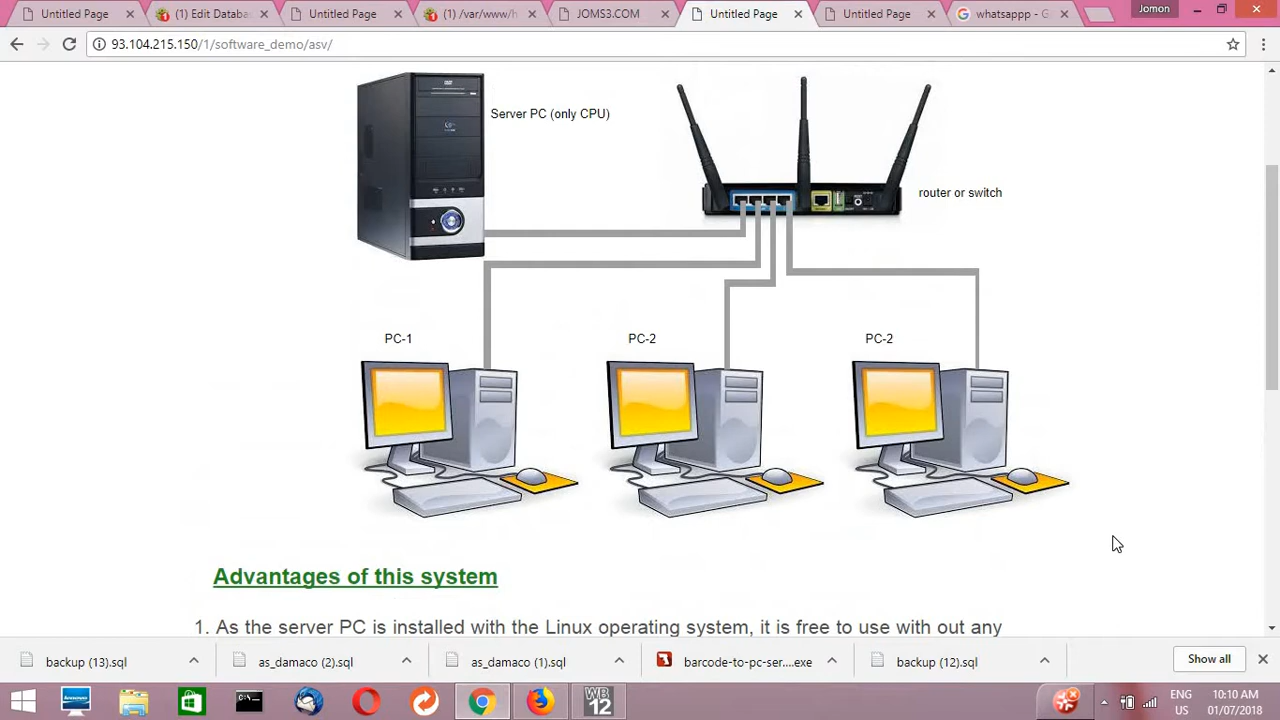 Untitled Page
(1) Edit Databa
Untitled Page
(1) /var/www/h
JOMS3.COM
Untitled Page
Untitled Page
whatsappp - G
Jomon
93.104.215.150/1/software_demo/asv/
Server PC (only CPU)
router or switch
PC-1
PC-2
PC-2
Advantages of this system
1. As the server PC is installed with the Linux operating system, it is free to use with out any
backup (13).sql
as_damaco (2).sql
as_damaco (1).sql
barcode-to-pc-ser....exe
backup (12).sql
Show all
WB
12
ENG
US
10:10 AM
01/07/2018